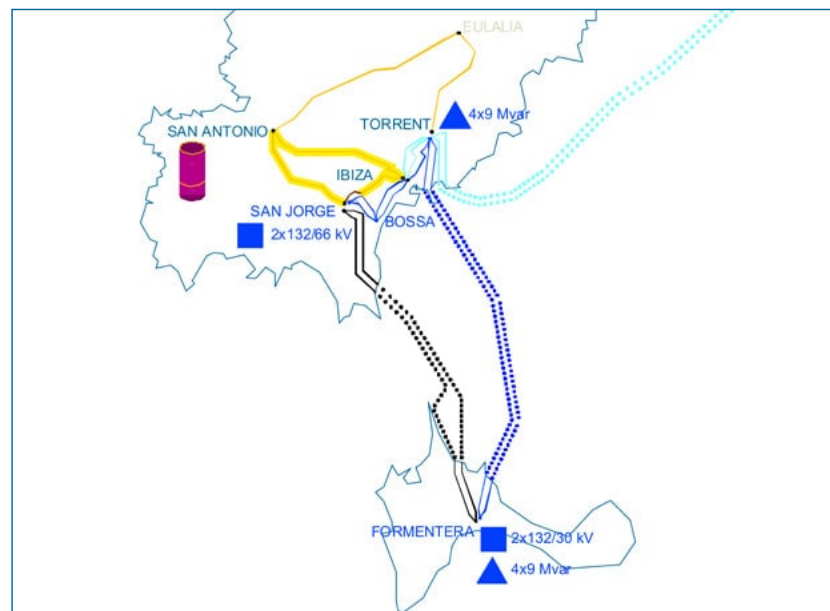 EULALIA
TORRENT
4x9 Mvar
SAN ANTONIO
IBIZA
SAN JORGE
BOSSA
2x132/66 kV
FORMENTERA
2x132/30 kV
4x9 Mvar